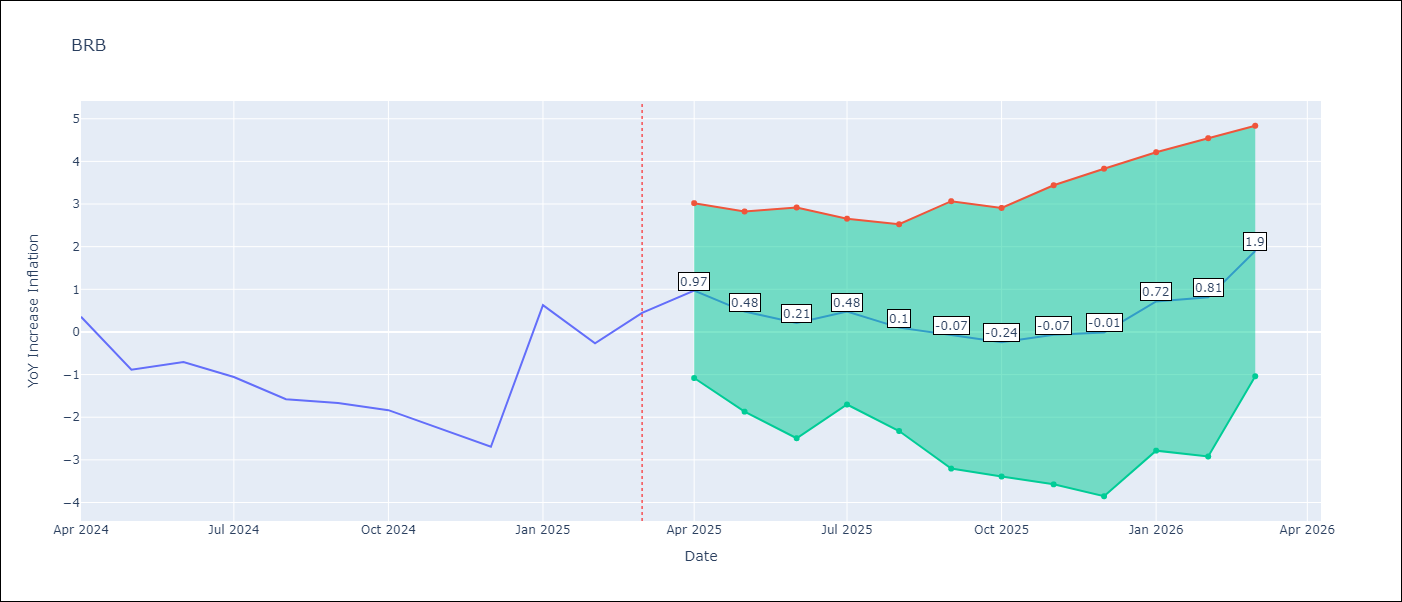 BRB
YoY Increase Inflation
5
4
3
2
1
0
−1
−2
−3
−4
0.97
0.48
0.21
0.48
0.1
-0.07
-0.24
-0.07
-0.01
0.72
0.81
1.9
Apr 2024
Jul 2024
Oct 2024
Jan 2025
Apr 2025
Jul 2025
Oct 2025
Jan 2026
Apr 2026
Date